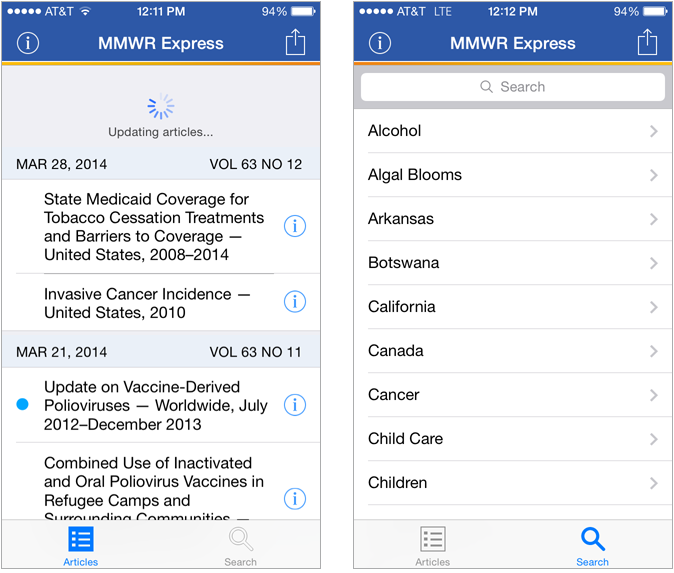 AT&T 12:11 PM 94%
MMWR Express
Updating articles...
MAR 28, 2014 VOL 63 NO 12
State Medicaid Coverage for
Tobacco Cessation Treatments
and Barriers to Coverage —
United States, 2008–2014
Invasive Cancer Incidence —
United States, 2010
MAR 21, 2014 VOL 63 NO 11
Update on Vaccine-Derived
Polioviruses — Worldwide, July
2012–December 2013
Combined Use of Inactivated
and Oral Poliovirus Vaccines in
Refugee Camps and
Surrounding Communities —
Articles Search
AT&T LTE 12:12 PM 94%
MMWR Express
Search
Alcohol
Algal Blooms
Arkansas
Botswana
California
Canada
Cancer
Child Care
Children
Articles Search